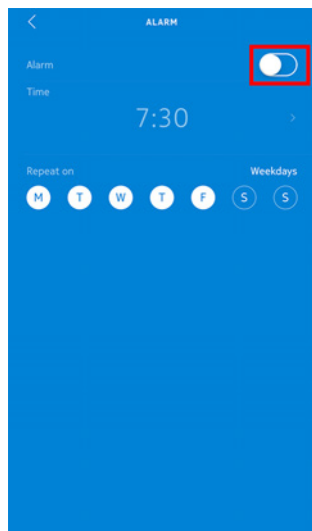 ALARM
Alarm
Time
7:30
Repeat on Weekdays
M T W T F S S